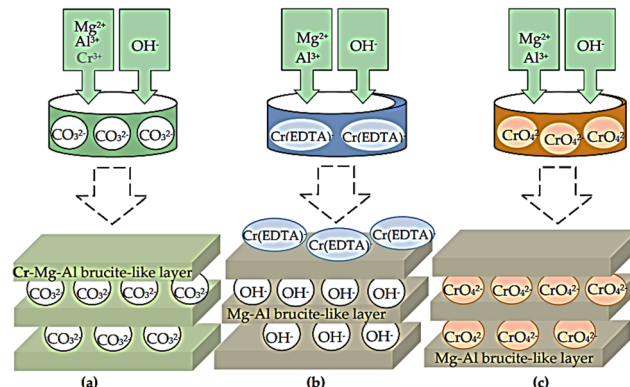 Mg²⁺
Al³⁺
Cr³⁺
OH-
CO₃²-
CO₃²-
CO₃²-
Cr-Mg-Al brucite-like layer
CO₃²-
CO₃²-
CO₃²-
CO₃²-
CO₃²-
CO₃²-
CO₃²-
(a)
Mg²⁺
Al³⁺
OH-
Cr(EDTA)-
Cr(EDTA)-
Cr(EDTA)-
Cr(EDTA)-
Cr(EDTA)-
OH-
OH-
OH-
OH-
Mg-Al brucite-like layer
OH-
OH-
OH-
(b)
Mg²⁺
Al³⁺
OH-
CrO₄²-
CrO₄²-
CrO₄²-
CrO₄²-
CrO₄²-
CrO₄²-
CrO₄²-
CrO₄²-
CrO₄²-
CrO₄²-
Mg-Al brucite-like layer
(c)